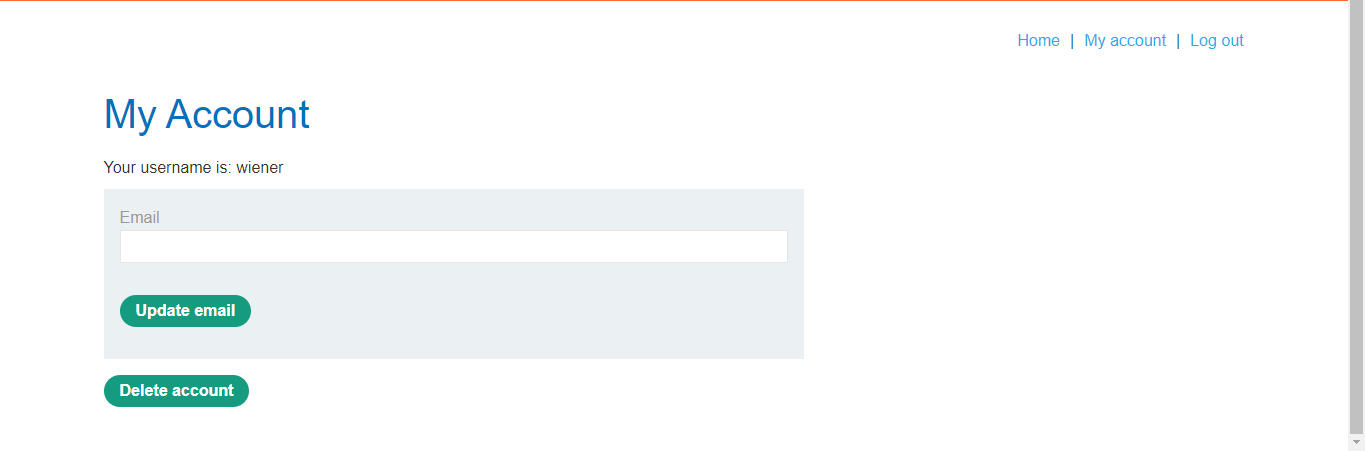 Home | My account | Log out
My Account
Your username is: wiener
Email
Update email
Delete account